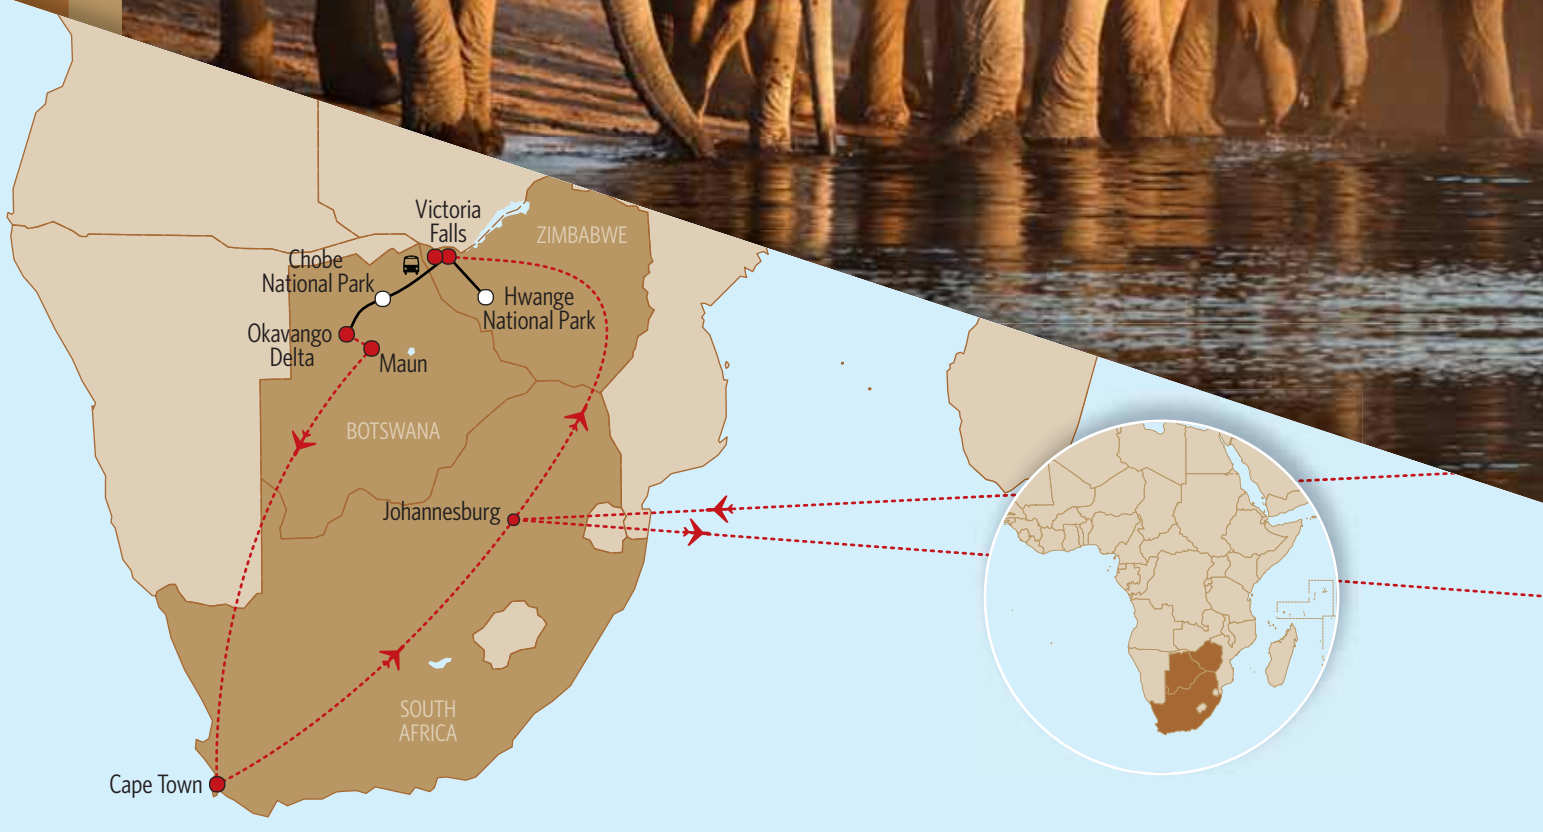 Victoria
Falls
ZIMBABWE
Chobe
National Park
Hwange
National Park
Okavango
Delta
Maun
BOTSWANA
Johannesburg
SOUTH
AFRICA
Cape Town